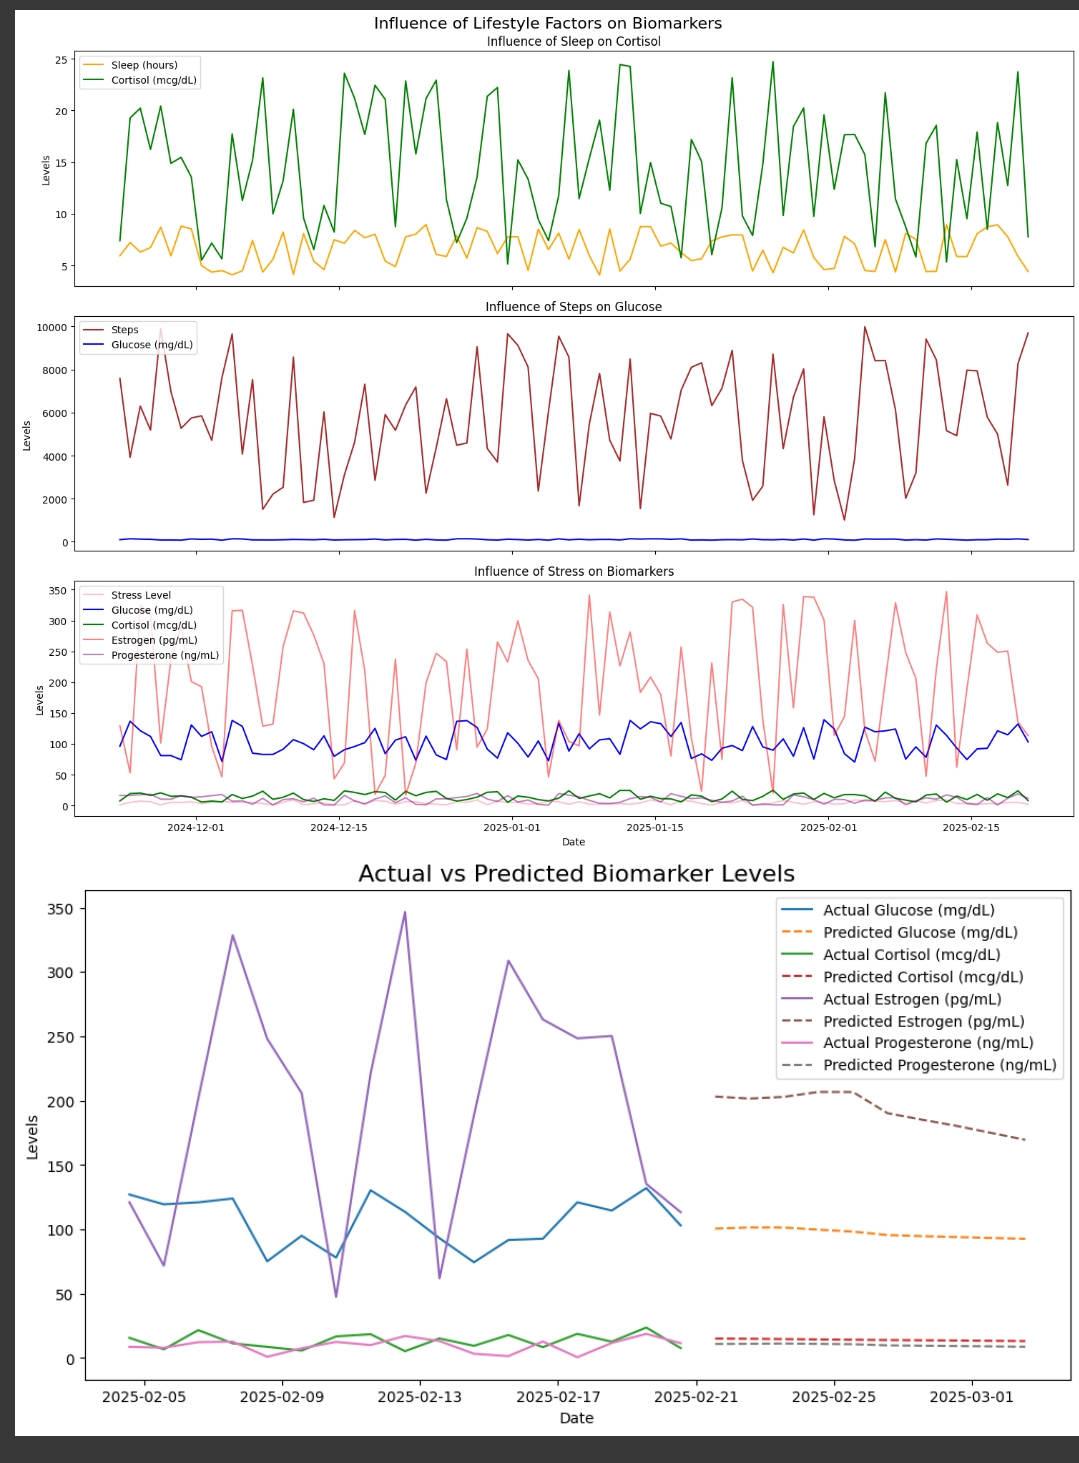 Influence of Lifestyle Factors on Biomarkers
Influence of Sleep on Cortisol
Sleep (hours)
Cortisol (mcg/dL)
Levels
25
20
15
10
5
Influence of Steps on Glucose
Steps
Glucose (mg/dL)
Levels
10000
8000
6000
4000
2000
0
Influence of Stress on Biomarkers
Stress Level
Glucose (mg/dL)
Cortisol (mcg/dL)
Estrogen (pg/mL)
Progesterone (ng/mL)
Levels
350
300
250
200
150
100
50
0
2024-12-01 2024-12-15 2025-01-01 2025-01-15 2025-02-01 2025-02-15
Date
Actual vs Predicted Biomarker Levels
Actual Glucose (mg/dL)
Predicted Glucose (mg/dL)
Actual Cortisol (mcg/dL)
Predicted Cortisol (mcg/dL)
Actual Estrogen (pg/mL)
Predicted Estrogen (pg/mL)
Actual Progesterone (ng/mL)
Predicted Progesterone (ng/mL)
Levels
350
300
250
200
150
100
50
0
2025-02-05 2025-02-09 2025-02-13 2025-02-17 2025-02-21 2025-02-25 2025-03-01
Date